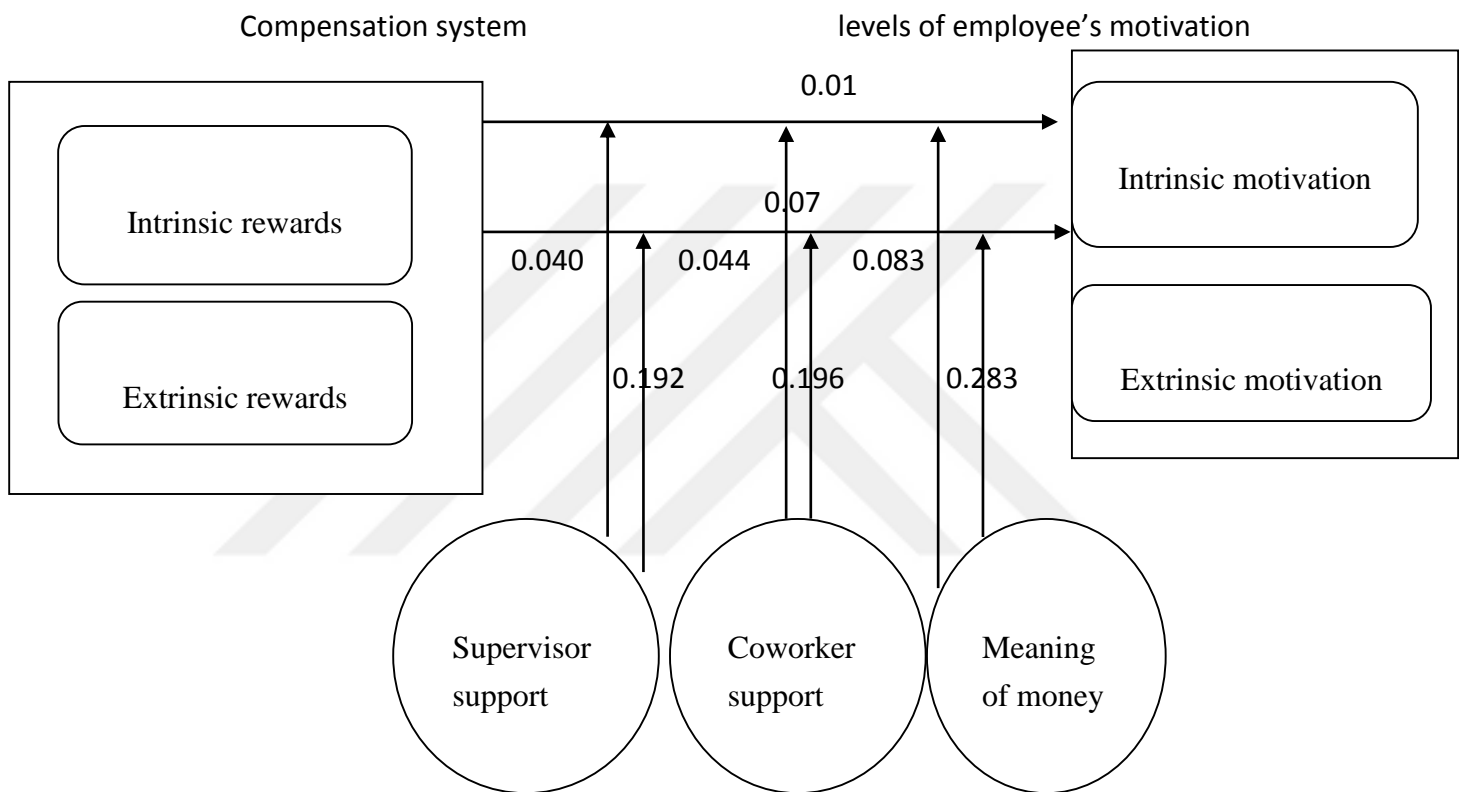 Compensation system
levels of employee’s motivation
0.01
Intrinsic motivation
0.07
Intrinsic rewards
0.040
0.044
0.083
0.192
0.196
0.283
Extrinsic motivation
Extrinsic rewards
Supervisor
support
Coworker
support
Meaning
of money